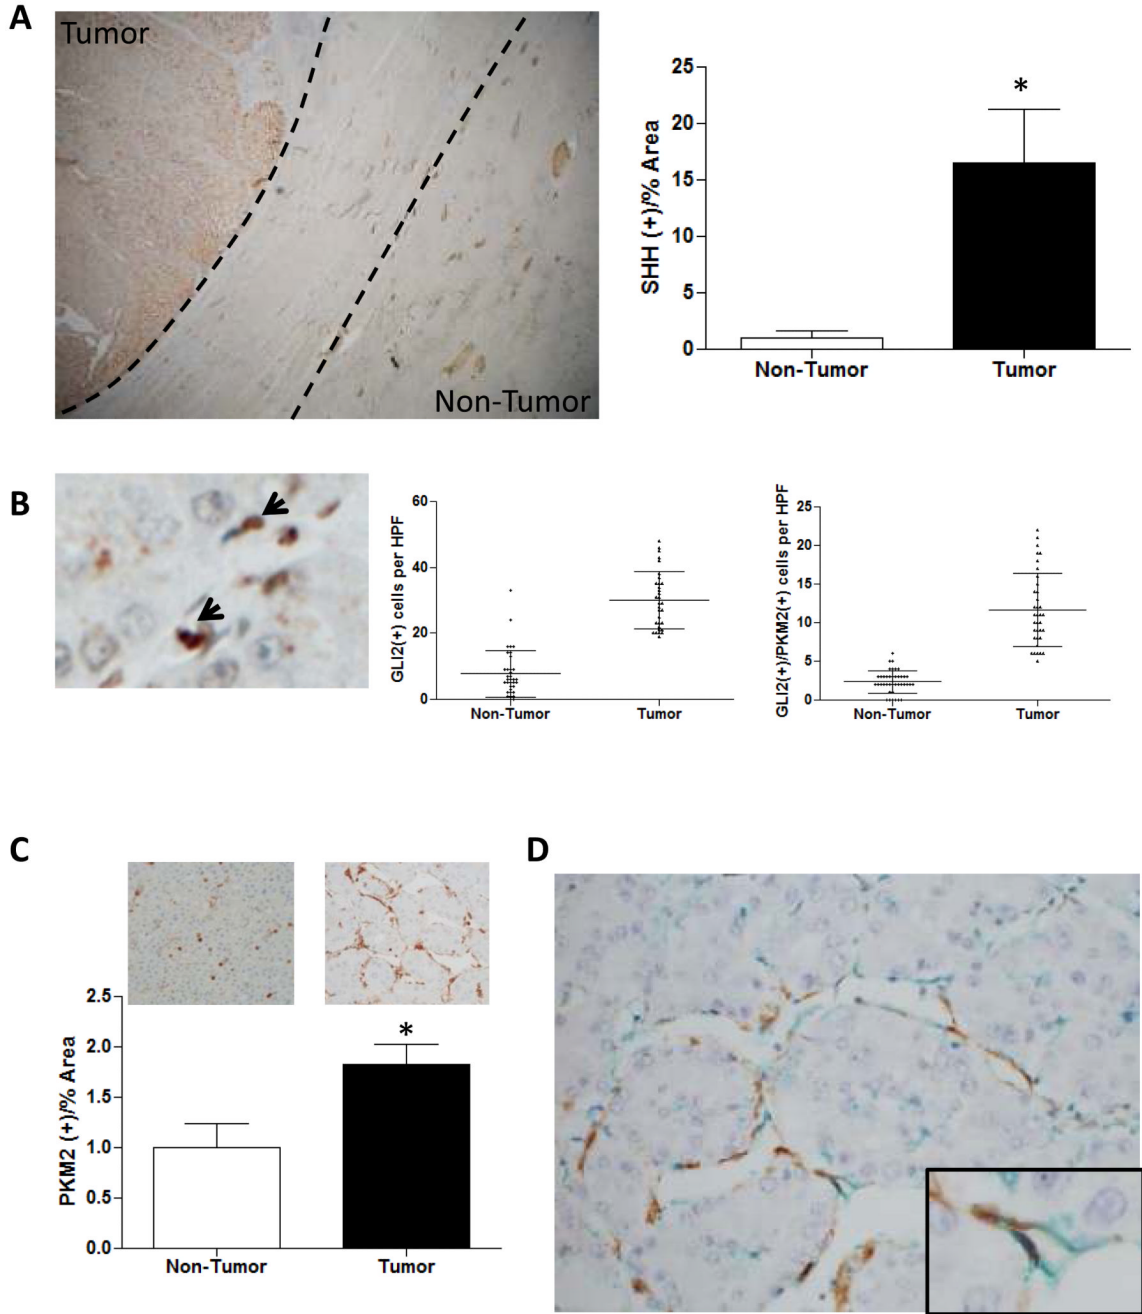 A
Tumor
Non-Tumor
SHH (+)/% Area
25
20
15
10
5
0
*
Non-Tumor
Tumor
B
GLI2(+) cells per HPF
60
40
20
0
Non-Tumor
Tumor
GLI2(+)/PKM2(+) cells per HPF
25
20
15
10
5
0
Non-Tumor
Tumor
C
PKM2 (+)/% Area
2.5
2.0
1.5
1.0
0.5
0.0
*
Non-Tumor
Tumor
D